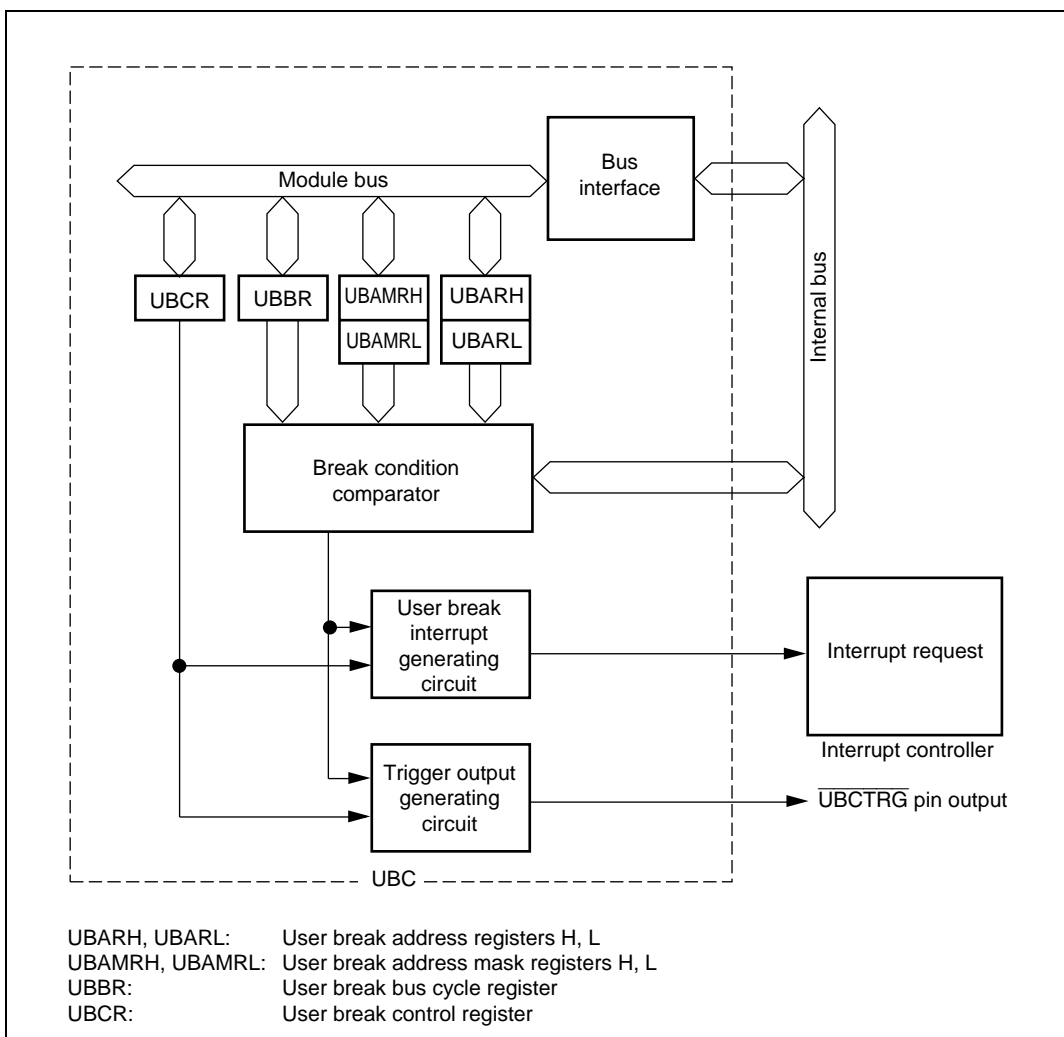 Bus
interface
Module bus
Internal bus
UBCR
UBBR
UBAMRH
UBAMRL
UBARH
UBARL
Break condition
comparator
User break
interrupt
generating
circuit
Interrupt request
Interrupt controller
Trigger output
generating
circuit
UBCTRG pin output
UBC
UBARH, UBARL: User break address registers H, L
UBAMRH, UBAMRL: User break address mask registers H, L
UBBR: User break bus cycle register
UBCR: User break control register